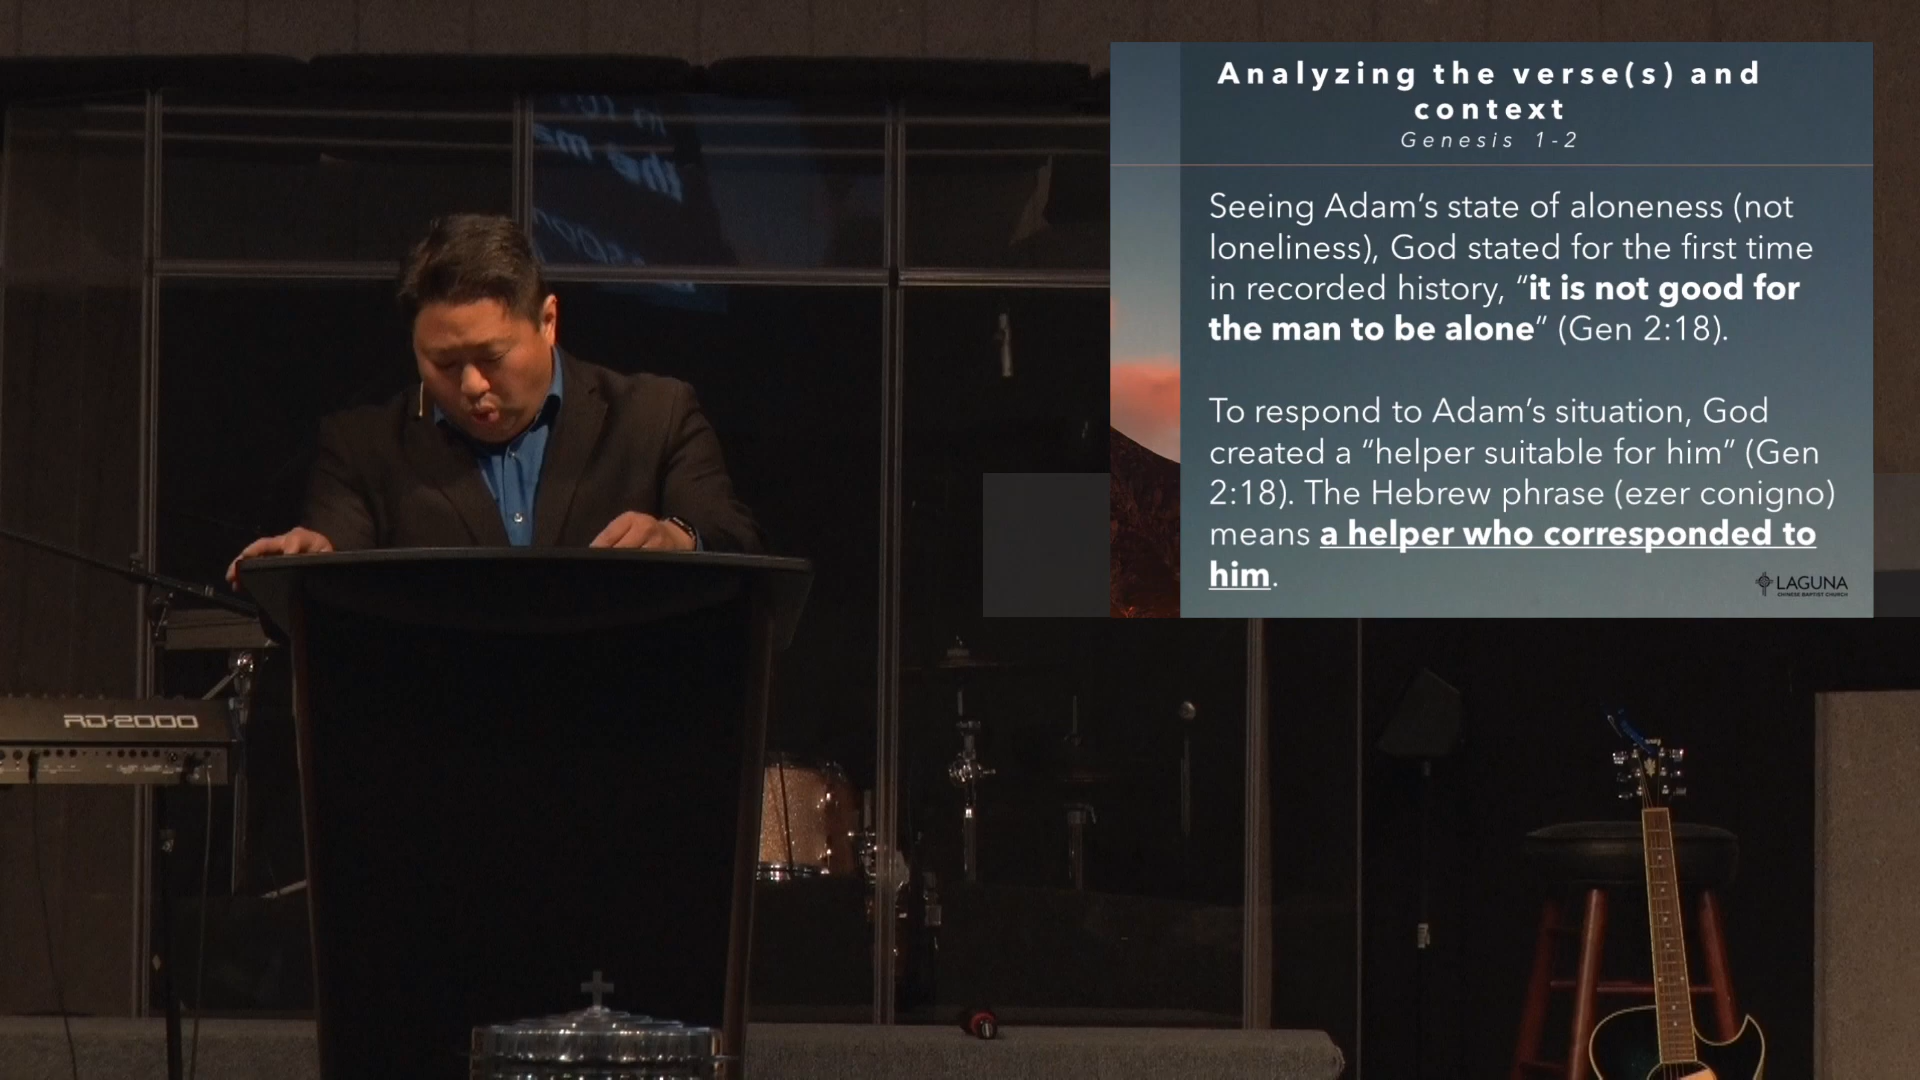 Analyzing the verse(s) and
context
Genesis 1-2
Seeing Adam’s state of aloneness (not
loneliness), God stated for the first time
in recorded history, “it is not good for
the man to be alone” (Gen 2:18).
To respond to Adam’s situation, God
created a “helper suitable for him” (Gen
2:18). The Hebrew phrase (ezer conigno)
means a helper who corresponded to
him.
LAGUNA
CHINESE BAPTIST CHURCH
RD-2000